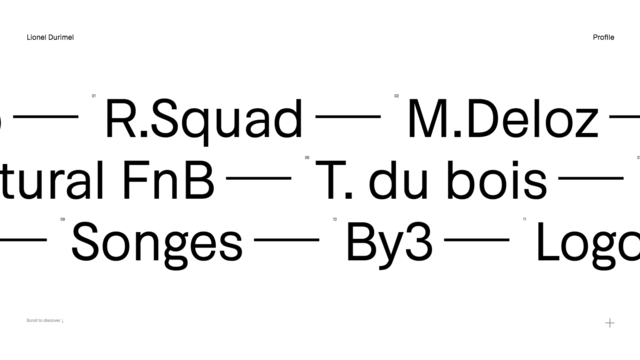 Lionel Durimel
Profile
01 02
R.Squad — M.Deloz —
tural FnB — T. du bois —
09 10 11
— Songes — By3 — Logo
Scroll to discover ↓